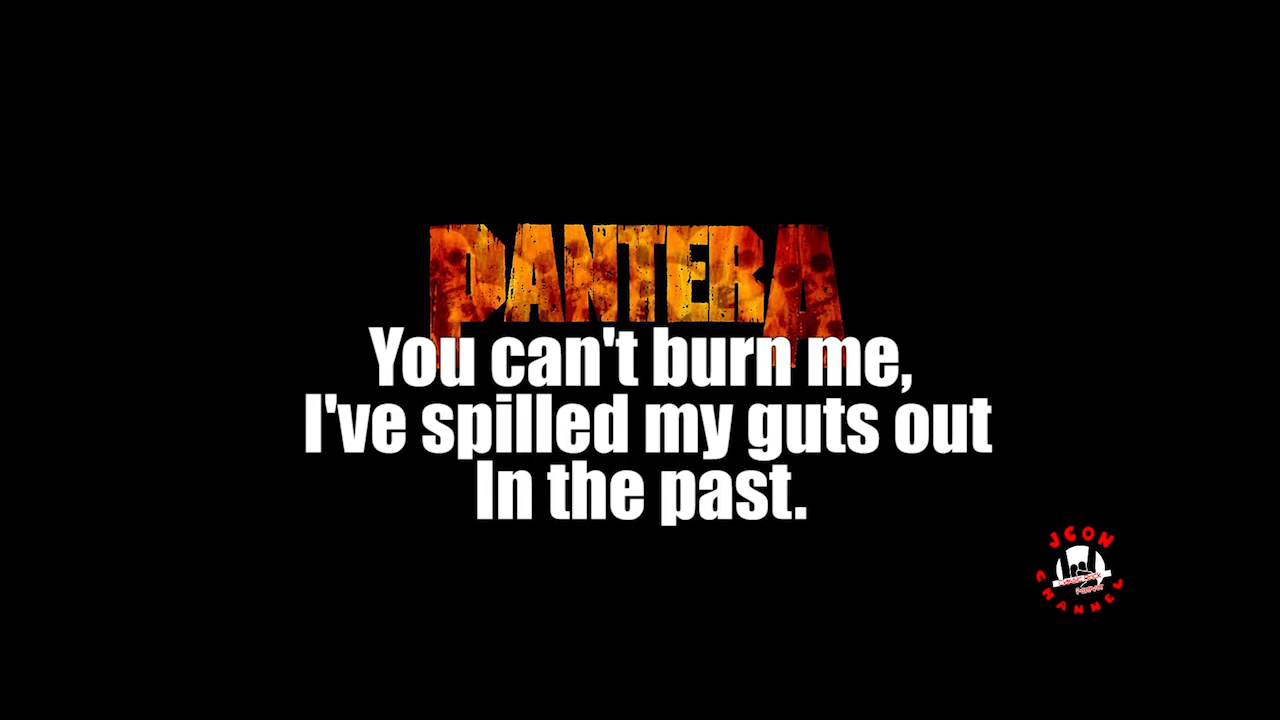 PANTERA
You can't burn me,
I've spilled my guts out
In the past.
JCON
CHANNEL